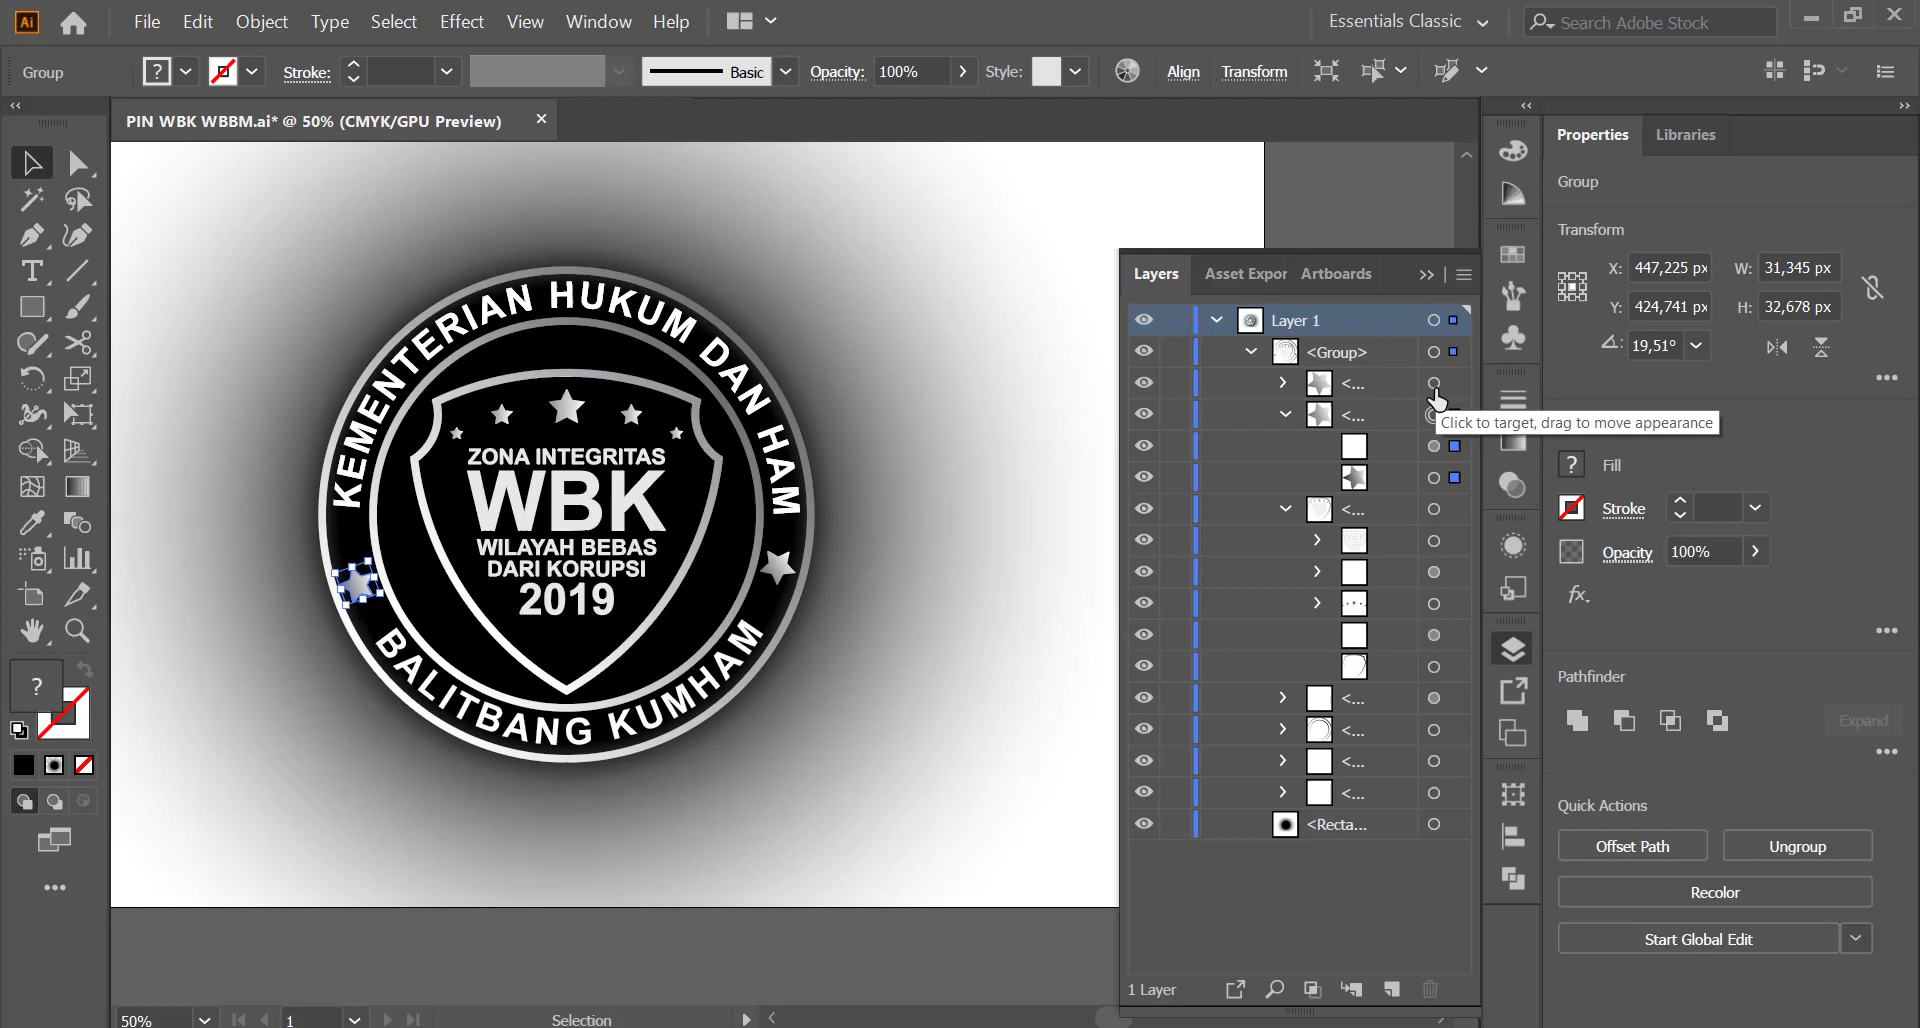 Ai
File Edit Object Type Select Effect View Window Help
Essentials Classic
Search Adobe Stock
Group
?
Stroke:
Basic
Opacity: 100%
Style:
Align
Transform
PIN WBK WBBM.ai* @ 50% (CMYK/GPU Preview)
Properties
Libraries
Group
Transform
X: 447,225 px
W: 31,345 px
Y: 424,741 px
H: 32,678 px
19,51°
Layers
Asset Expor
Artboards
Layer 1
<Group>
<...
<...
Click to target, drag to move appearance
<...
<...
<...
<...
<...
<Recta...
1 Layer
KEMENTERIAN HUKUM DAN HAM
ZONA INTEGRITAS
WBK
WILAYAH BEBAS
DARI KORUPSI
2019
BALITBANG KUMHAM
?
Fill
Stroke
Opacity 100%
fx.
Pathfinder
Expand
Quick Actions
Offset Path
Ungroup
Recolor
Start Global Edit
T
?
50%
1
Selection